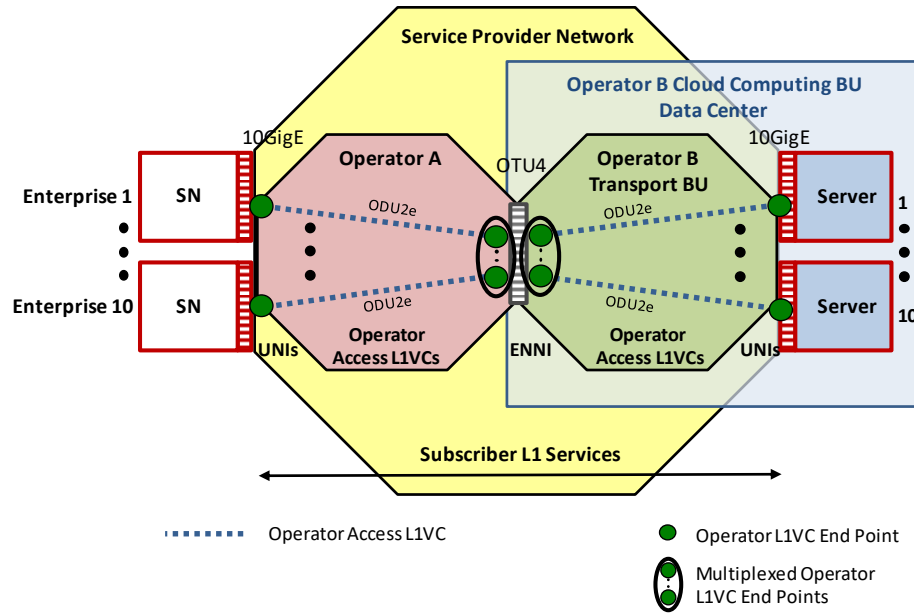 Service Provider Network
Operator B Cloud Computing BU
Data Center
10GigE
10GigE
Operator A
OTU4
Operator B
Transport BU
Enterprise 1
SN
ODU2e
ODU2e
Server
1
Enterprise 10
SN
ODU2e
ODU2e
Server
10
UNIs
Operator
Access L1VCs
ENNI
Operator
Access L1VCs
UNIs
Subscriber L1 Services
Operator Access L1VC
Operator L1VC End Point
Multiplexed Operator
L1VC End Points